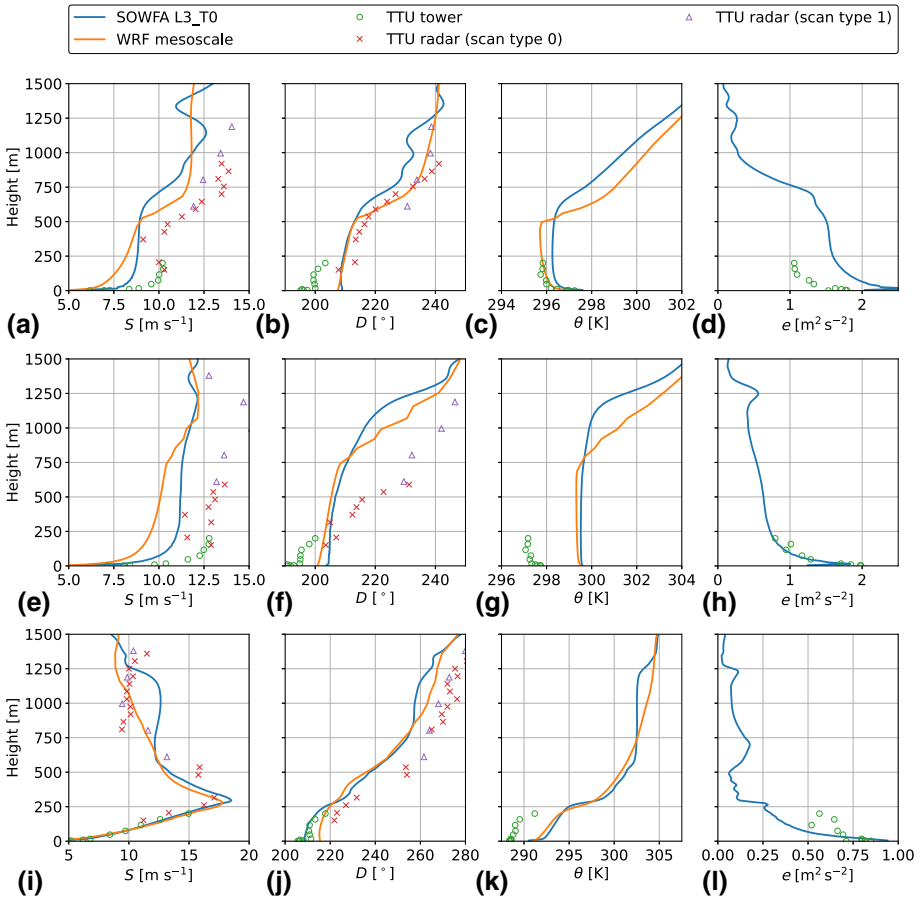 SOWFA L3_T0
WRF mesoscale
TTU tower
TTU radar (scan type 0)
TTU radar (scan type 1)
1500
1250
1000
750
500
250
0
Height [m]
5.0 7.5 10.0 12.5 15.0
200 220 240
294 296 298 300 302
0 1 2
(a) S [m s⁻¹] (b) D [°] (c) θ [K] (d) e [m² s⁻²]
1500
1250
1000
750
500
250
0
Height [m]
5.0 7.5 10.0 12.5 15.0
200 220 240
296 298 300 302 304
0 1 2
(e) S [m s⁻¹] (f) D [°] (g) θ [K] (h) e [m² s⁻²]
1500
1250
1000
750
500
250
0
Height [m]
5 10 15 20
200 220 240 260 280
290 295 300 305
0.00 0.25 0.50 0.75 1.00
(i) S [m s⁻¹] (j) D [°] (k) θ [K] (l) e [m² s⁻²]